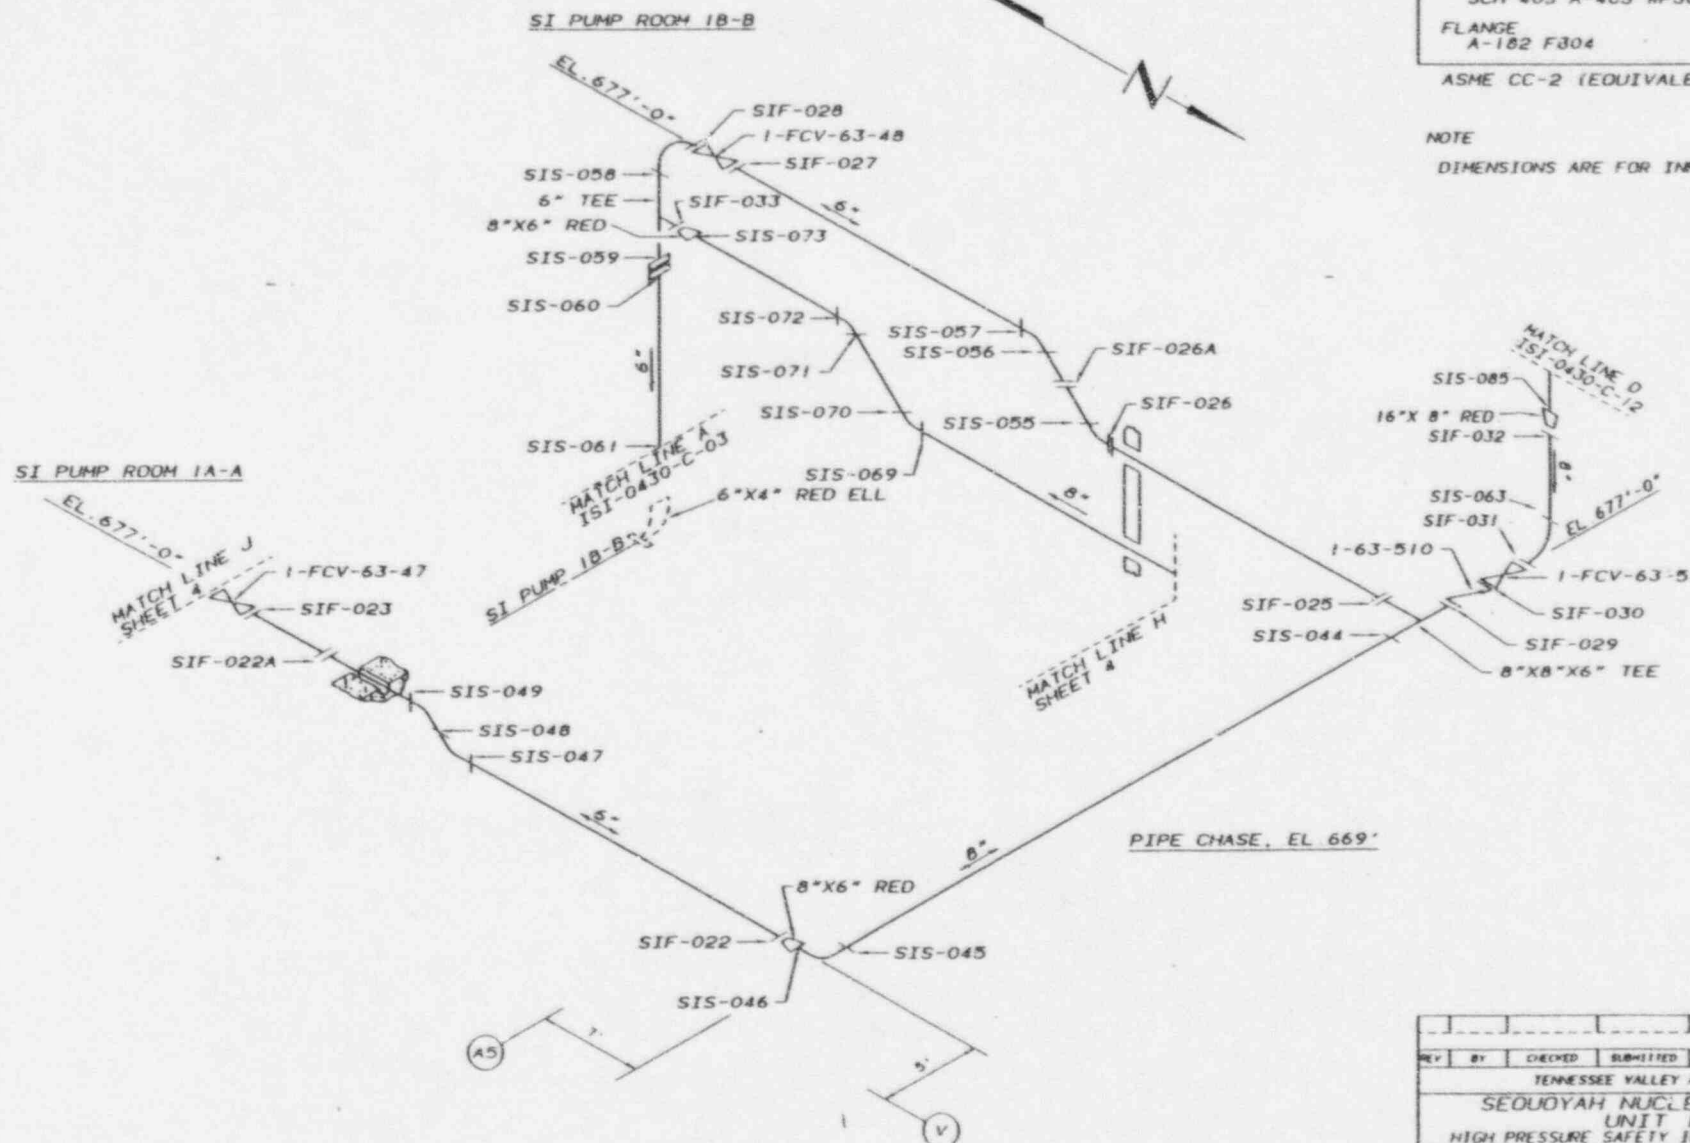 SI PUMP ROOM 1B-B
FLANGE
A-182 F304
ASME CC-2
NOTE
DIMENSIONS ARE FOR
EL. 677'-0"
SIF-028
1-FCV-63-48
SIF-027
SIS-058
6" TEE
SIF-033
8"X6" RED
SIS-073
SIS-059
SIS-060
6"
6"
SIS-072
SIS-071
SIS-057
SIS-056
SIF-026A
SIS-070
SIS-055
SIF-026
SIS-061
MATCH LINE A
ISI-0430-C-03
SIS-069
6"X4" RED ELL
8"
SI PUMP 1B-B
MATCH LINE O
ISI-0430-C-12
SIS-085
16"X 8" RED
SIF-032
8"
SIS-063
SIF-031
EL 677'-0"
1-63-510
1-FCV-63-5
SIF-030
SIF-025
SIF-029
SIS-044
8"X8"X6" TEE
MATCH LINE H
SHEET 4
SI PUMP ROOM 1A-A
EL. 677'-0"
MATCH LINE J
SHEET 4
1-FCV-63-47
SIF-023
SIF-022A
SIS-049
SIS-048
SIS-047
6"
8"
PIPE CHASE, EL 669'
8"X6" RED
SIF-022
SIS-045
SIS-046
A5
V
N
REV BY CHECKED SUBMITTED
TENNESSEE VALLEY
SEQUOYAH
UNIT
HIGH PRESSURE SAFETY